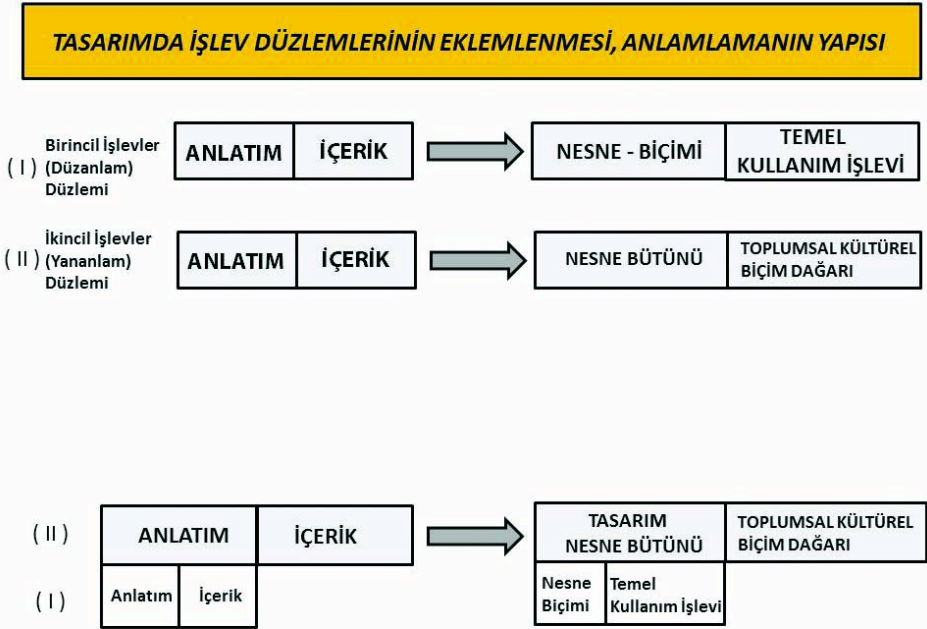 TASARIMDA İŞLEV DÜZLEMLERİNİN EKLEMLENMESİ, ANLAMLAMANIN YAPISI
( I )
Birincil İşlevler
(Düzanlam)
Düzlemi
ANLATIM
İÇERİK
NESNE - BİÇİMİ
TEMEL
KULLANIM İŞLEVİ
( II )
İkincil İşlevler
(Yananlam)
Düzlemi
ANLATIM
İÇERİK
NESNE BÜTÜNÜ
TOPLUMSAL KÜLTÜREL
BİÇİM DAĞARI
( II )
ANLATIM
İÇERİK
TASARIM
NESNE BÜTÜNÜ
TOPLUMSAL KÜLTÜREL
BİÇİM DAĞARI
( I )
Anlatım
İçerik
Nesne
Biçimi
Temel
Kullanım İşlevi